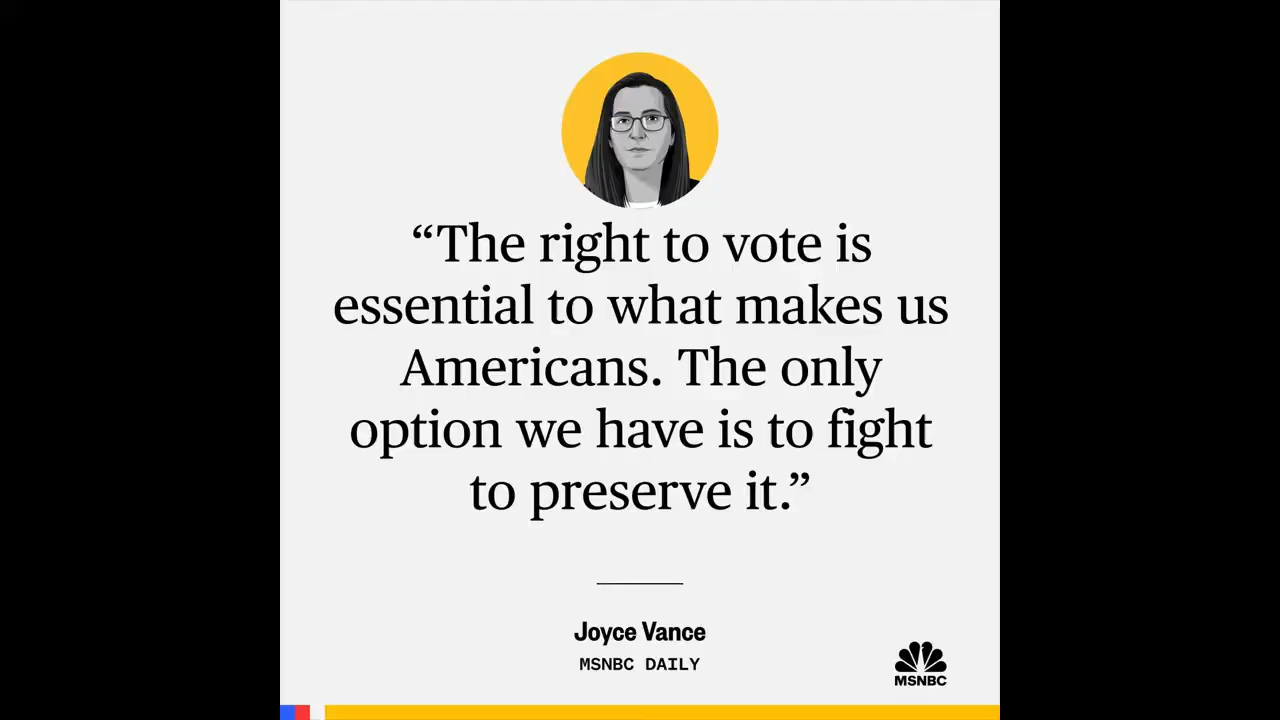 “The right to vote is
essential to what makes us
Americans. The only
option we have is to fight
to preserve it.”
Joyce Vance
MSNBC DAILY
MSNBC